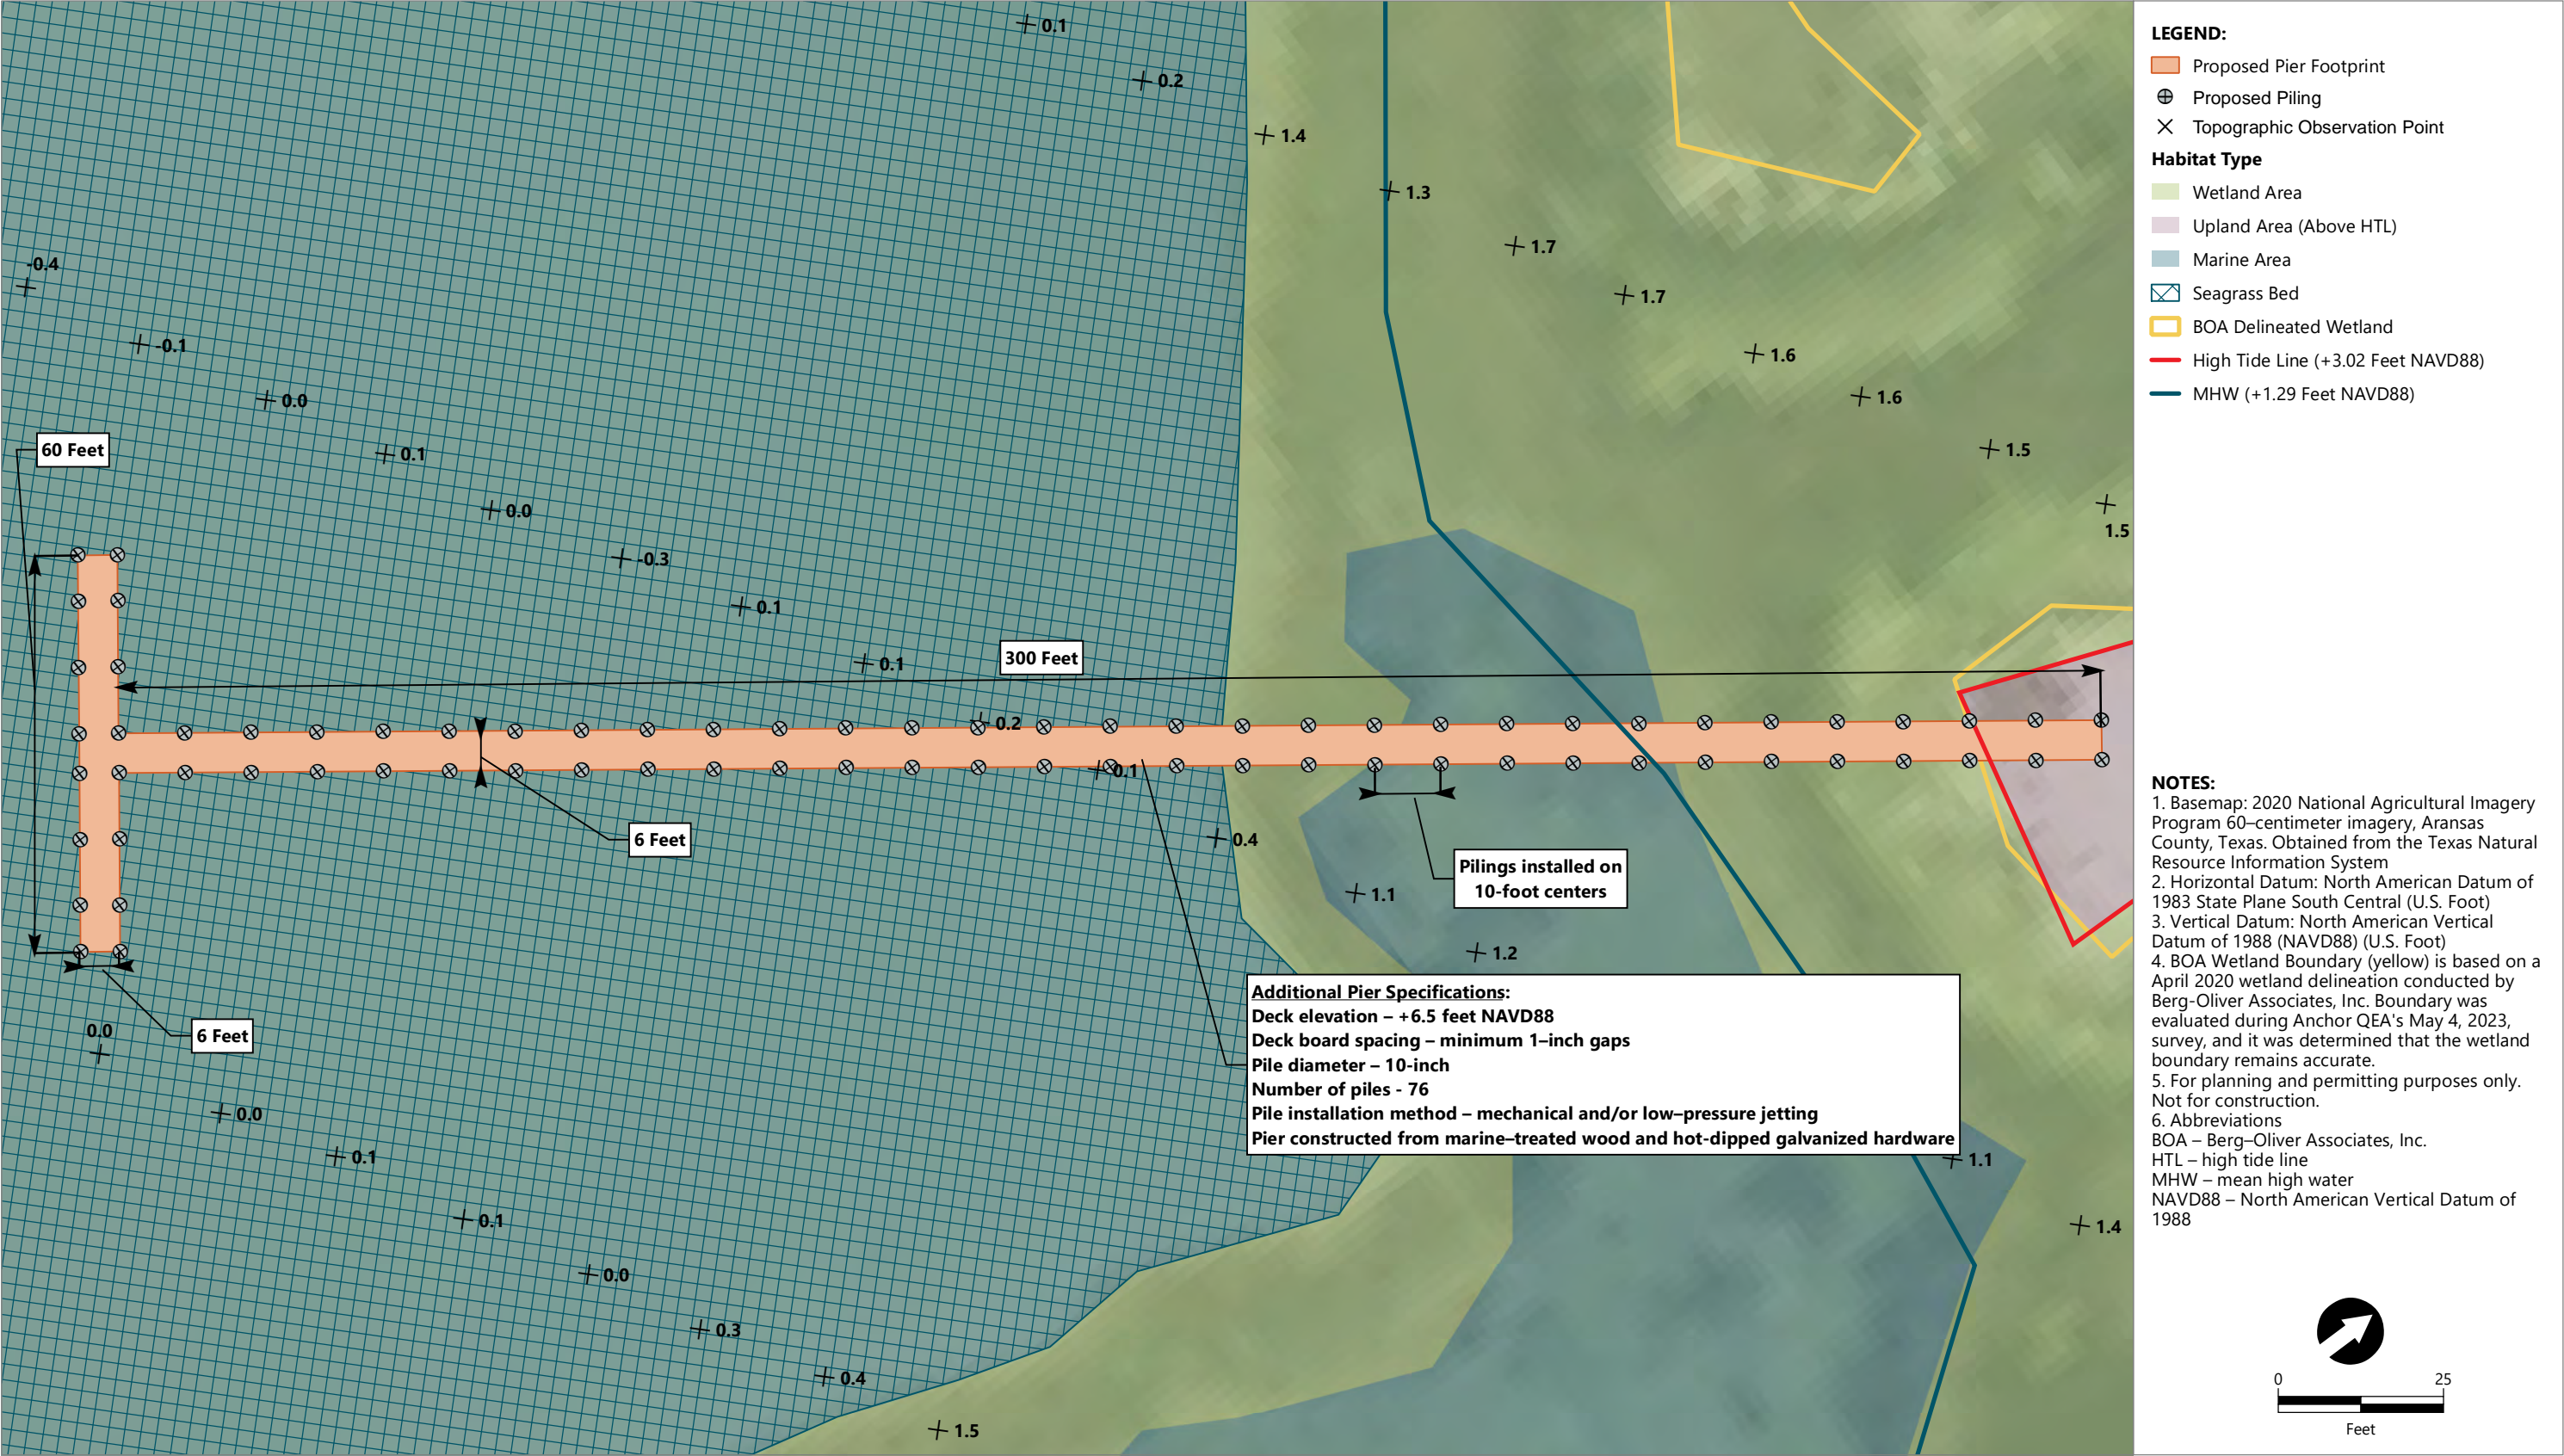 0.1
0.2
1.4
1.3
1.7
1.7
1.6
1.6
1.5
1.5
-0.4
-0.1
0.0
0.1
0.0
-0.3
0.1
0.1
0.2
0.1
0.4
1.1
1.2
60 Feet
300 Feet
6 Feet
Pilings installed on
10-foot centers
6 Feet
0.0
0.0
0.1
0.1
0.0
0.3
0.4
1.5
1.1
1.4
Additional Pier Specifications:
Deck elevation – +6.5 feet NAVD88
Deck board spacing – minimum 1–inch gaps
Pile diameter – 10-inch
Number of piles - 76
Pile installation method – mechanical and/or low–pressure jetting
Pier constructed from marine–treated wood and hot-dipped galvanized hardware
LEGEND:
Proposed Pier Footprint
Proposed Piling
Topographic Observation Point
Habitat Type
Wetland Area
Upland Area (Above HTL)
Marine Area
Seagrass Bed
BOA Delineated Wetland
High Tide Line (+3.02 Feet NAVD88)
MHW (+1.29 Feet NAVD88)
NOTES:
1. Basemap: 2020 National Agricultural Imagery
Program 60–centimeter imagery, Aransas
County, Texas. Obtained from the Texas Natural
Resource Information System
2. Horizontal Datum: North American Datum of
1983 State Plane South Central (U.S. Foot)
3. Vertical Datum: North American Vertical
Datum of 1988 (NAVD88) (U.S. Foot)
4. BOA Wetland Boundary (yellow) is based on a
April 2020 wetland delineation conducted by
Berg-Oliver Associates, Inc. Boundary was
evaluated during Anchor QEA's May 4, 2023,
survey, and it was determined that the wetland
boundary remains accurate.
5. For planning and permitting purposes only.
Not for construction.
6. Abbreviations
BOA – Berg–Oliver Associates, Inc.
HTL – high tide line
MHW – mean high water
NAVD88 – North American Vertical Datum of
1988
0 25
Feet